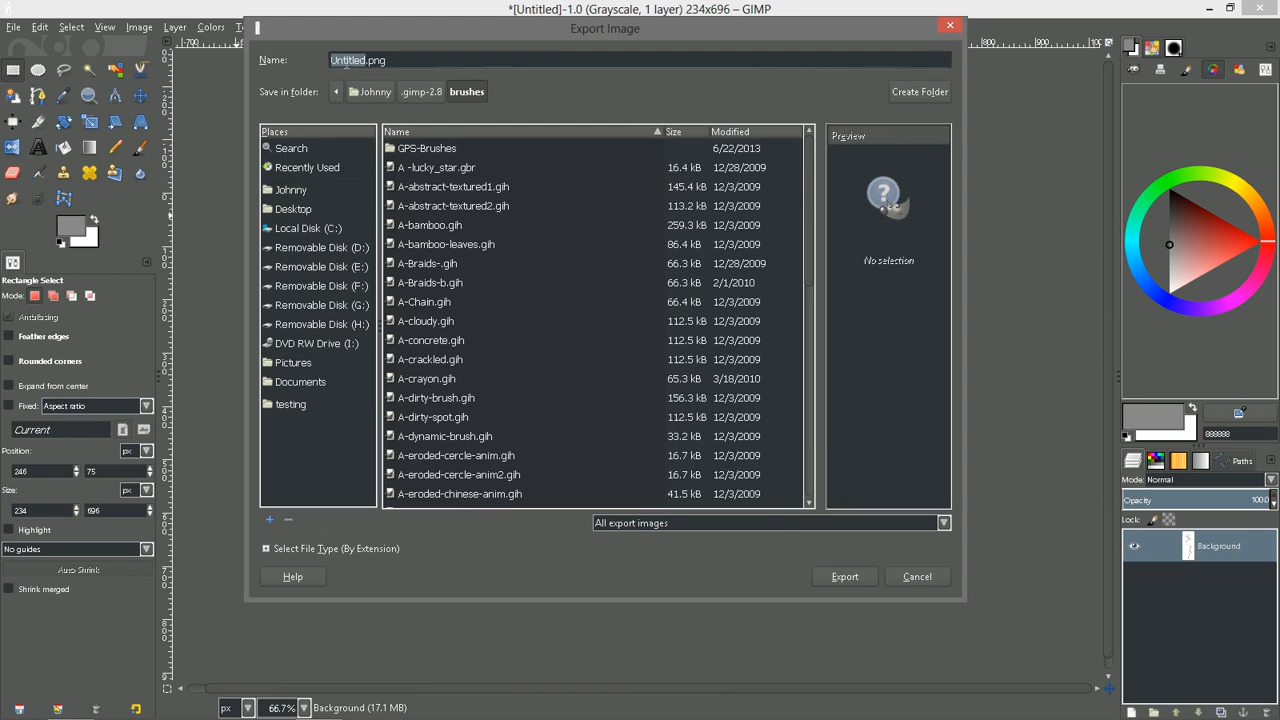 *[Untitled]-1.0 (Grayscale, 1 layer) 234x696 – GIMP
File Edit Select View Image Layer Colors
Export Image
Name: Untitled.png
Save in folder: Johnny .gimp-2.8 brushes Create Folder
Places
Search
Recently Used
Johnny
Desktop
Local Disk (C:)
Removable Disk (D:)
Removable Disk (E:)
Removable Disk (F:)
Removable Disk (G:)
Removable Disk (H:)
DVD RW Drive (I:)
Pictures
Documents
testing
Name Size Modified
GPS-Brushes 6/22/2013
A -lucky_star.gbr 16.4 kB 12/28/2009
A-abstract-textured1.gih 145.4 kB 12/3/2009
A-abstract-textured2.gih 113.2 kB 12/3/2009
A-bamboo.gih 259.3 kB 12/3/2009
A-bamboo-leaves.gih 86.4 kB 12/3/2009
A-Braids-.gih 66.3 kB 12/28/2009
A-Braids-b.gih 66.3 kB 2/1/2010
A-Chain.gih 66.4 kB 12/3/2009
A-cloudy.gih 112.5 kB 12/3/2009
A-concrete.gih 112.5 kB 12/3/2009
A-crackled.gih 112.5 kB 12/3/2009
A-crayon.gih 65.3 kB 3/18/2010
A-dirty-brush.gih 156.3 kB 12/3/2009
A-dirty-spot.gih 112.5 kB 12/3/2009
A-dynamic-brush.gih 33.2 kB 12/3/2009
A-eroded-cercle-anim.gih 16.7 kB 12/3/2009
A-eroded-cercle-anim2.gih 16.7 kB 12/3/2009
A-eroded-chinese-anim.gih 41.5 kB 12/3/2009
Preview
No selection
All export images
Select File Type (By Extension)
Help Export Cancel
Rectangle Select
Mode:
Antialiasing
Feather edges
Rounded corners
Expand from center
Fixed: Aspect ratio
Current
Position: px
246 75
Size: px
234 696
Highlight
No guides
Auto Shrink
Shrink merged
888888
Paths
Mode: Normal
Opacity 100.0
Lock:
Background
px 66.7% Background (17.1 MB)